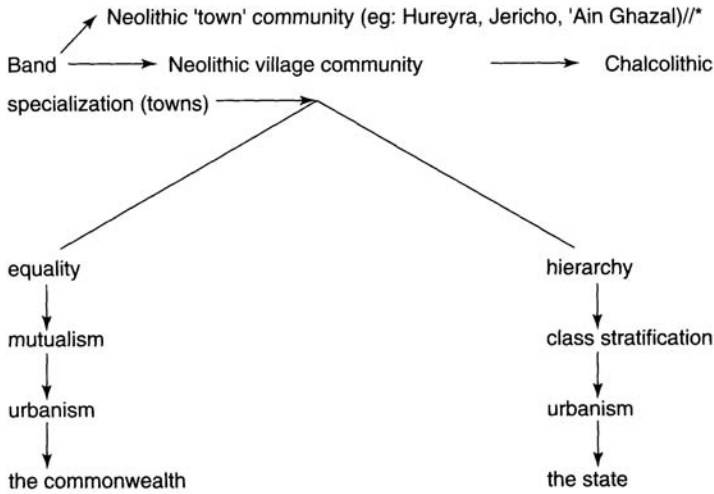 Neolithic 'town' community (eg: Hureyra, Jericho, 'Ain Ghazal)//*
Band Neolithic village community Chalcolithic
specialization (towns)
equality hierarchy
mutualism class stratification
urbanism urbanism
the commonwealth the state